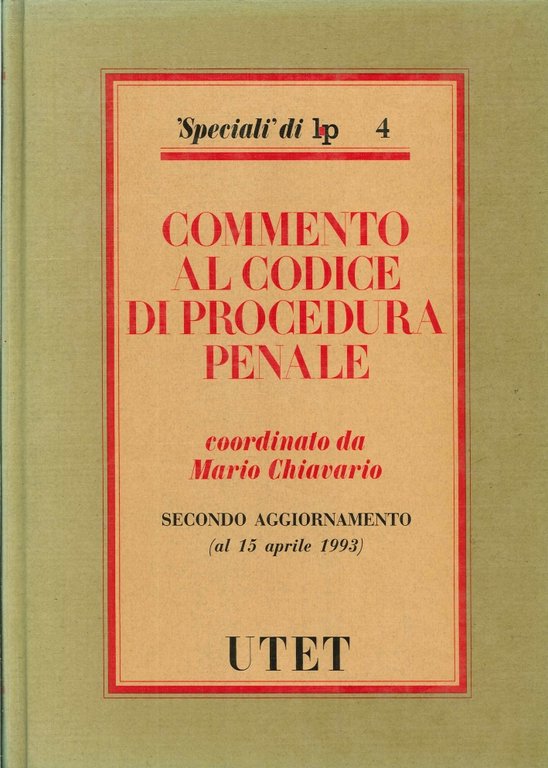 'Speciali' di lp 4
COMMENTO
AL CODICE
DI PROCEDURA
PENALE
coordinato da
Mario Chiavario
SECONDO AGGIORNAMENTO
(al 15 aprile 1993)
UTET